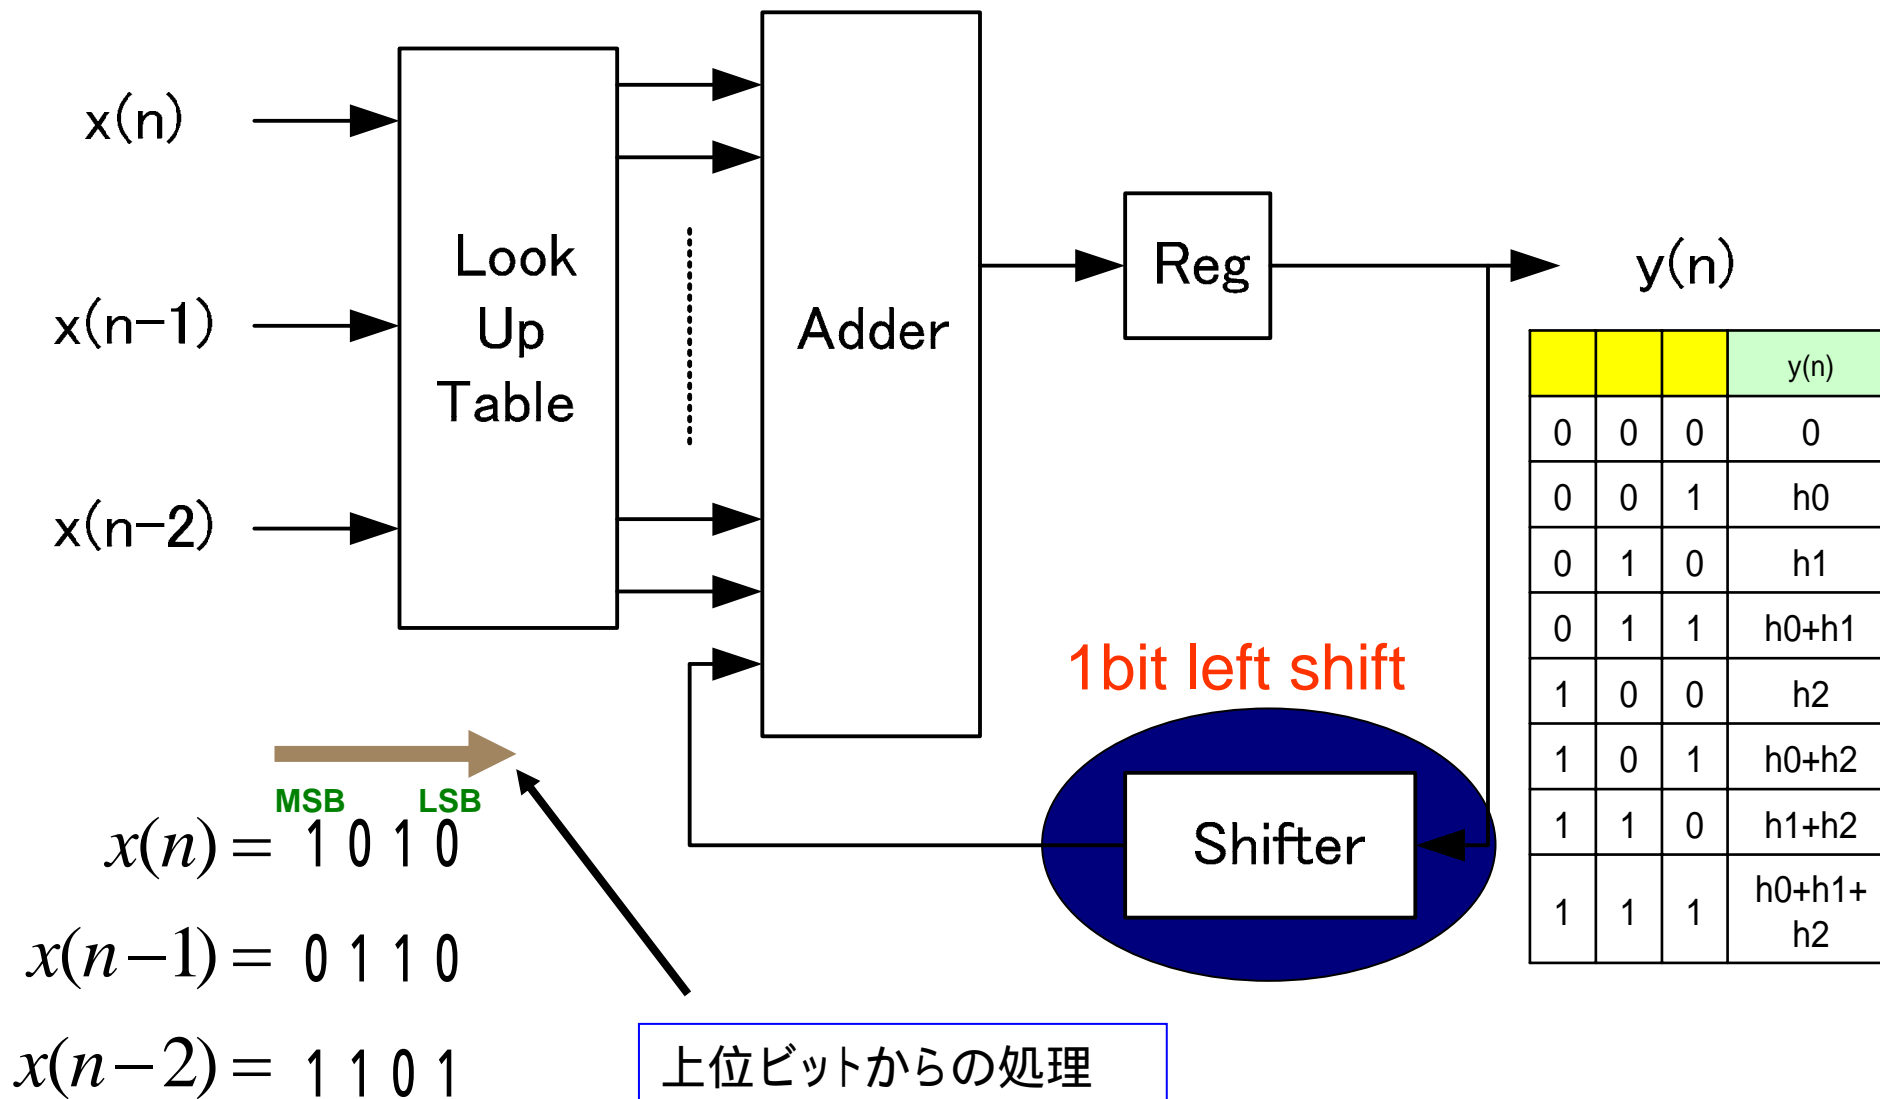 x(n)
x(n-1)
x(n-2)
Look
Up
Table
Adder
Reg
y(n)
1bit left shift
Shifter
y(n)
0 0 0 0
0 0 1 h0
0 1 0 h1
0 1 1 h0+h1
1 0 0 h2
1 0 1 h0+h2
1 1 0 h1+h2
1 1 1 h0+h1+
h2
MSB LSB
x(n) = 1 0 1 0
x(n-1) = 0 1 1 0
x(n-2) = 1 1 0 1
上位ビットからの処理